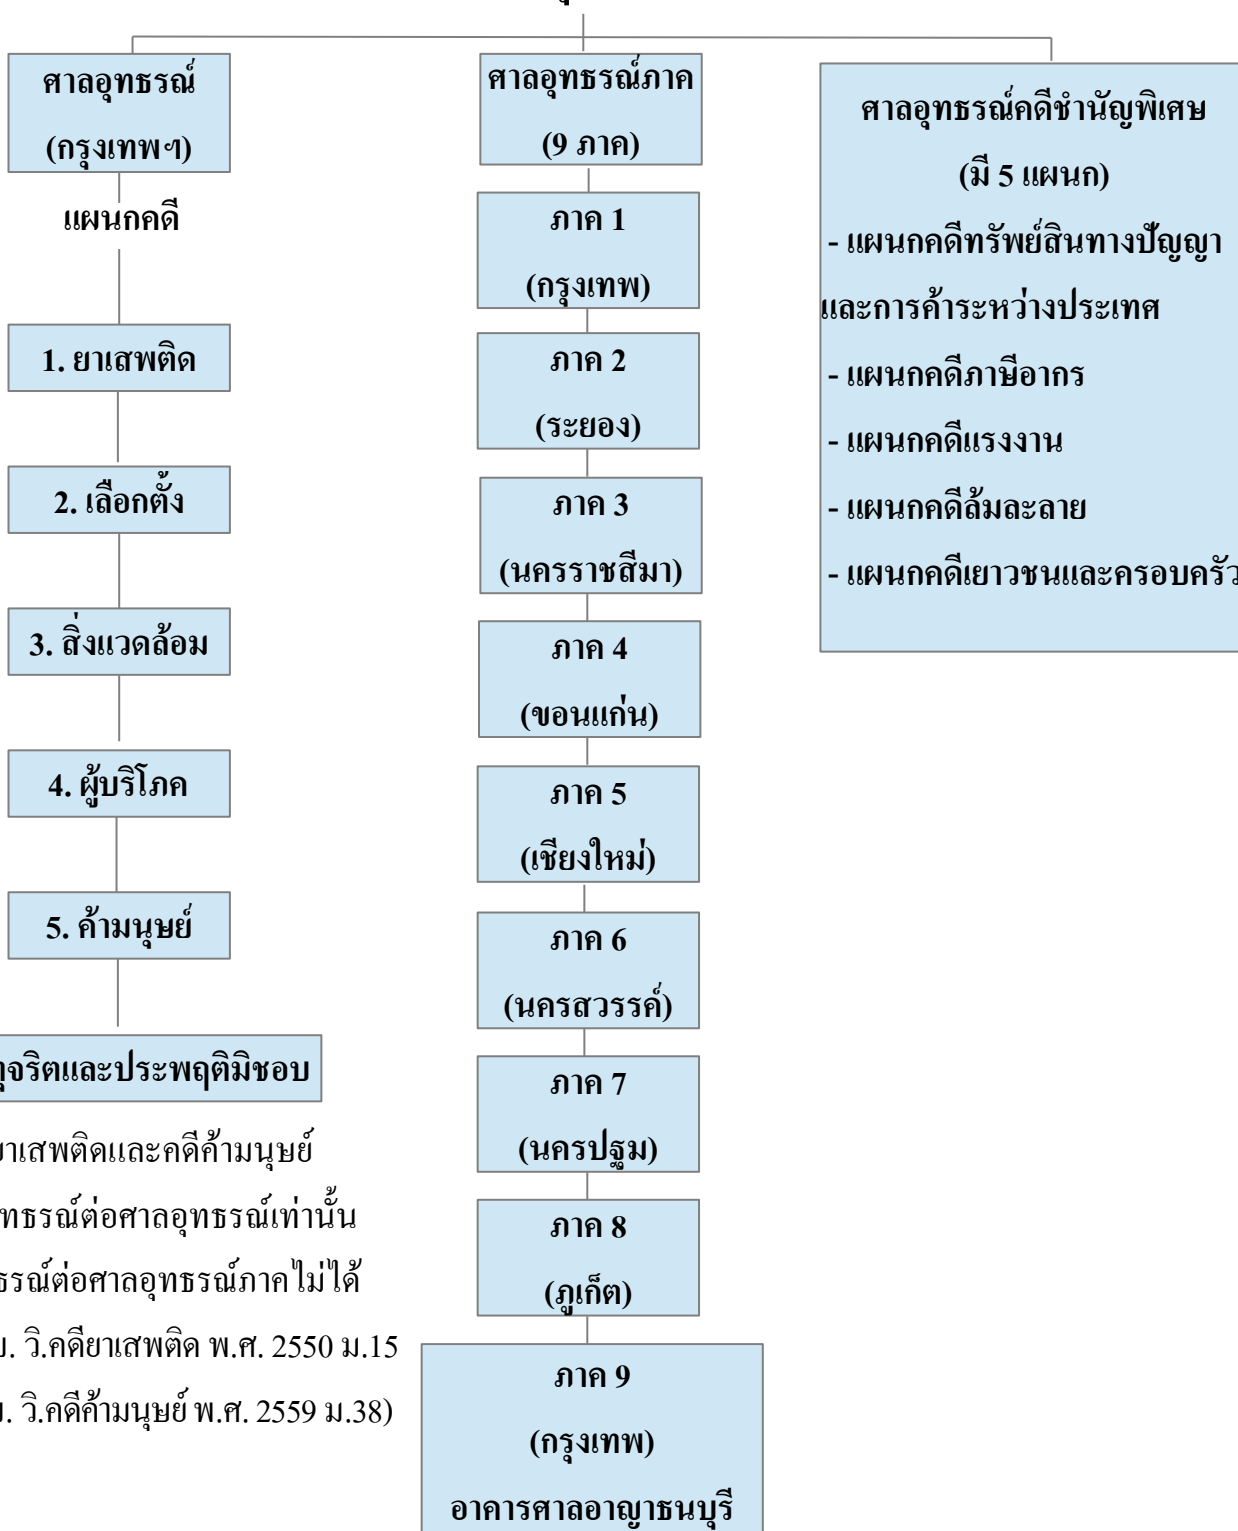 ศาลอุทธรณ์
(กรุงเทพฯ)
แผนกคดี
1. ยาเสพติด
2. เลือกตั้ง
3. สิ่งแวดล้อม
4. ผู้บริโภค
5. ค้ามนุษย์
ทุจริตและประพฤติมิชอบ
ยาเสพติดและคดีค้ามนุษย์
ทธรณ์ต่อศาลอุทธรณ์เท่านั้น
ธรณ์ต่อศาลอุทธรณ์ภาคไม่ได้
บ. วิ.คดียาเสพติด พ.ศ. 2550 ม.15
บ. วิ.คดีค้ามนุษย์ พ.ศ. 2559 ม.38)
ศาลอุทธรณ์ภาค
(9 ภาค)
ภาค 1
(กรุงเทพ)
ภาค 2
(ระยอง)
ภาค 3
(นครราชสีมา)
ภาค 4
(ขอนแก่น)
ภาค 5
(เชียงใหม่)
ภาค 6
(นครสวรรค์)
ภาค 7
(นครปฐม)
ภาค 8
(ภูเก็ต)
ภาค 9
(กรุงเทพ)
อาคารศาลอาญาธนบุรี
ศาลอุทธรณ์คดีชำนัญพิเศษ
(มี 5 แผนก)
- แผนกคดีทรัพย์สินทางปัญญา
และการค้าระหว่างประเทศ
- แผนกคดีภาษีอากร
- แผนกคดีแรงงาน
- แผนกคดีล้มละลาย
- แผนกคดีเยาวชนและครอบครัว